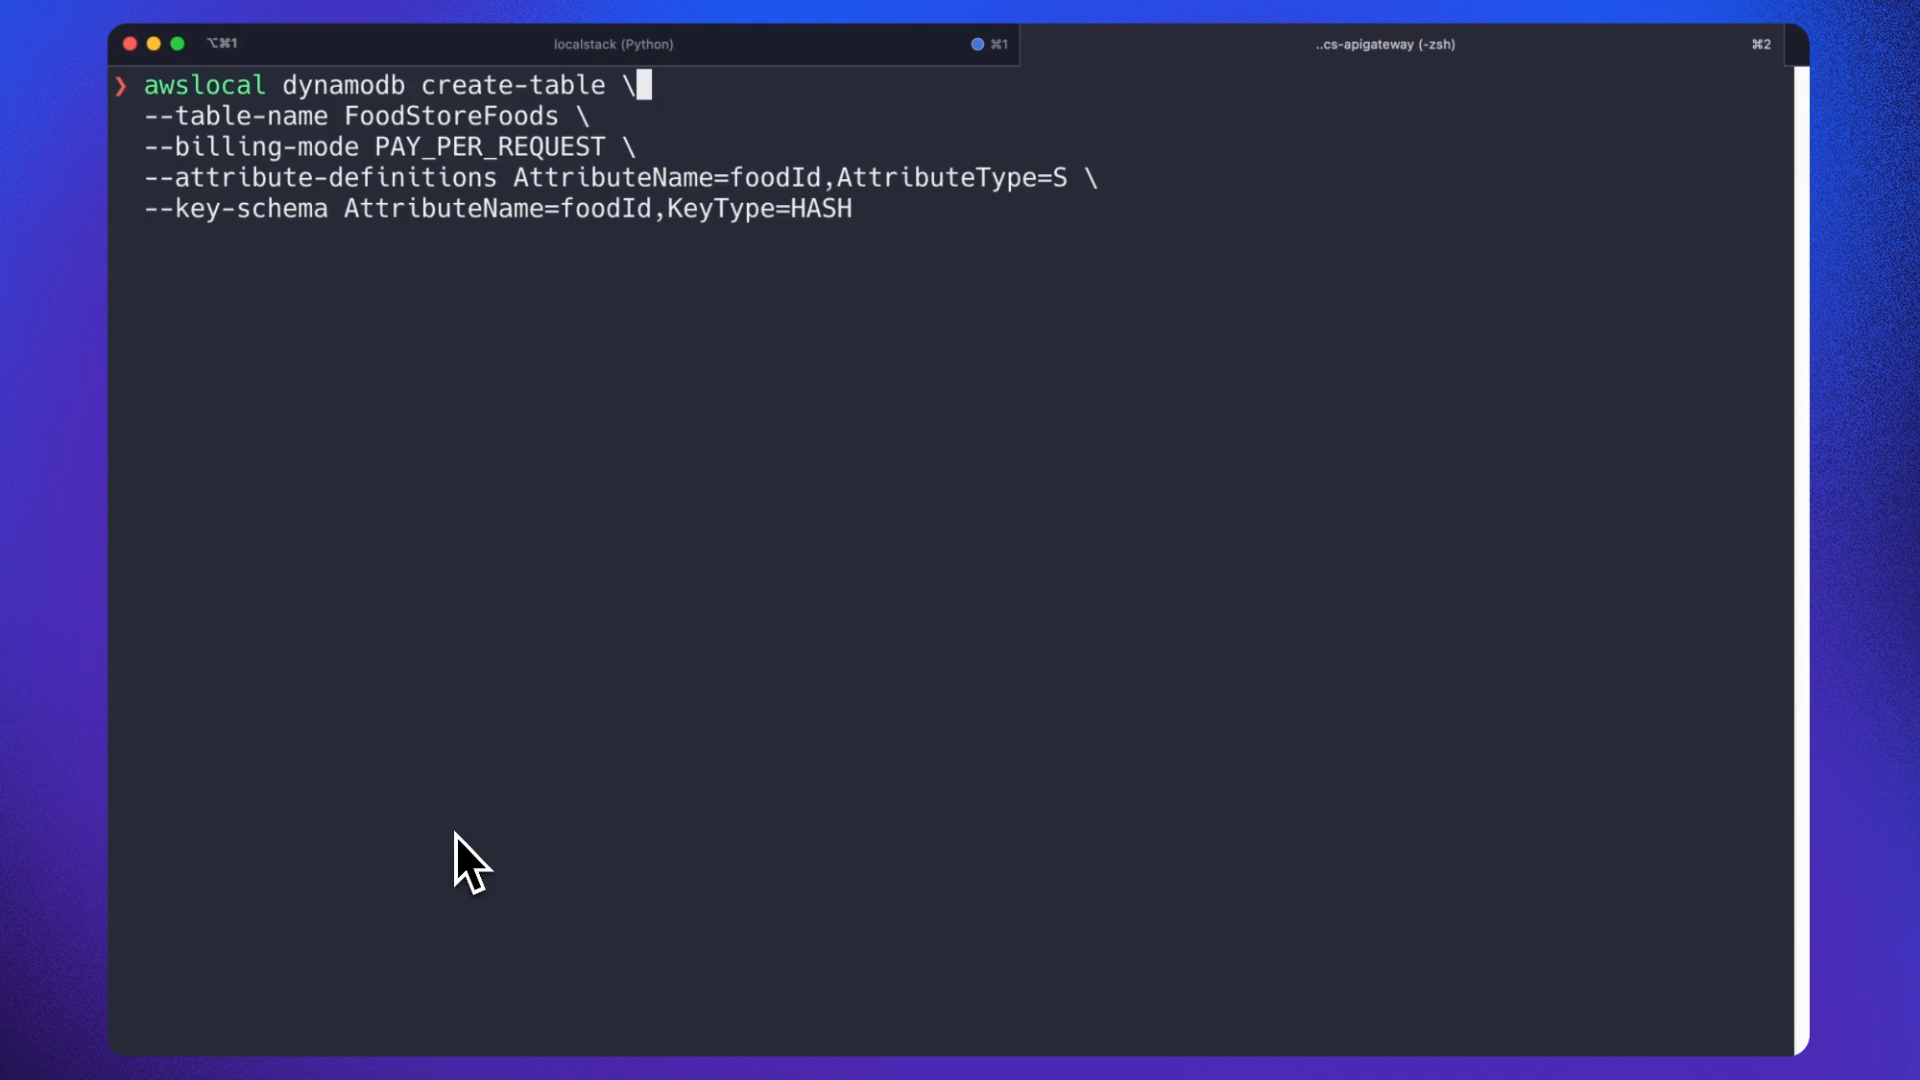 ⌥⌘1
localstack (Python)
⌘1
..cs-apigateway (-zsh)
⌘2
❯ awslocal dynamodb create-table \
--table-name FoodStoreFoods \
--billing-mode PAY_PER_REQUEST \
--attribute-definitions AttributeName=foodId,AttributeType=S \
--key-schema AttributeName=foodId,KeyType=HASH